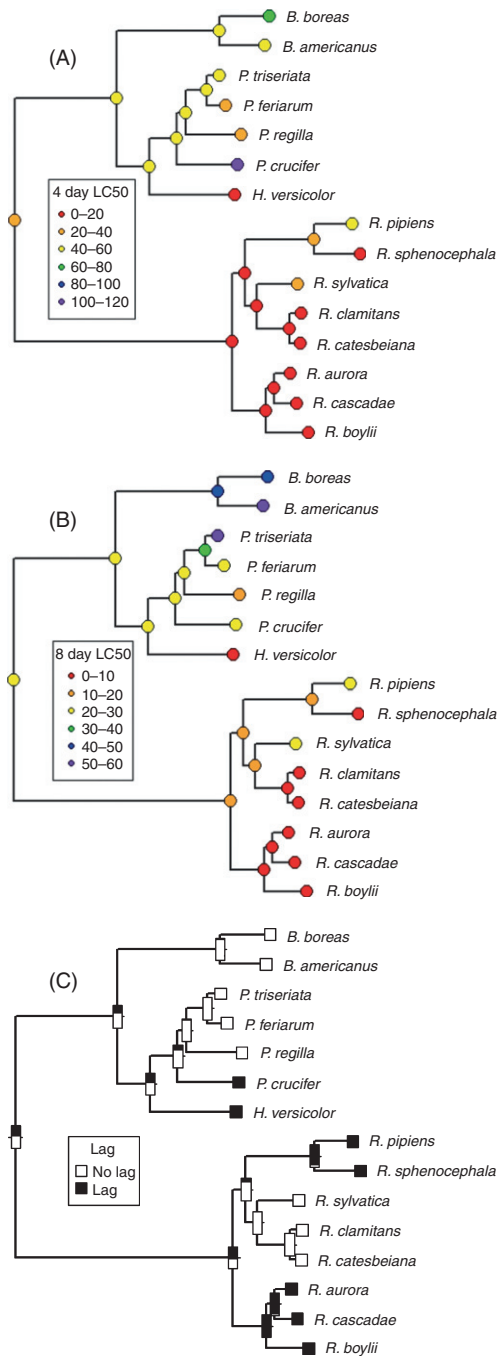 (A)
B. boreas
B. americanus
P. triseriata
P. feriarum
P. regilla
P. crucifer
H. versicolor
4 day LC50
0–20
20–40
40–60
60–80
80–100
100–120
R. pipiens
R. sphenocephala
R. sylvatica
R. clamitans
R. catesbeiana
R. aurora
R. cascadae
R. boylii
(B)
B. boreas
B. americanus
P. triseriata
P. feriarum
P. regilla
P. crucifer
H. versicolor
8 day LC50
0–10
10–20
20–30
30–40
40–50
50–60
R. pipiens
R. sphenocephala
R. sylvatica
R. clamitans
R. catesbeiana
R. aurora
R. cascadae
R. boylii
(C)
B. boreas
B. americanus
P. triseriata
P. feriarum
P. regilla
P. crucifer
H. versicolor
Lag
No lag
Lag
R. pipiens
R. sphenocephala
R. sylvatica
R. clamitans
R. catesbeiana
R. aurora
R. cascadae
R. boylii